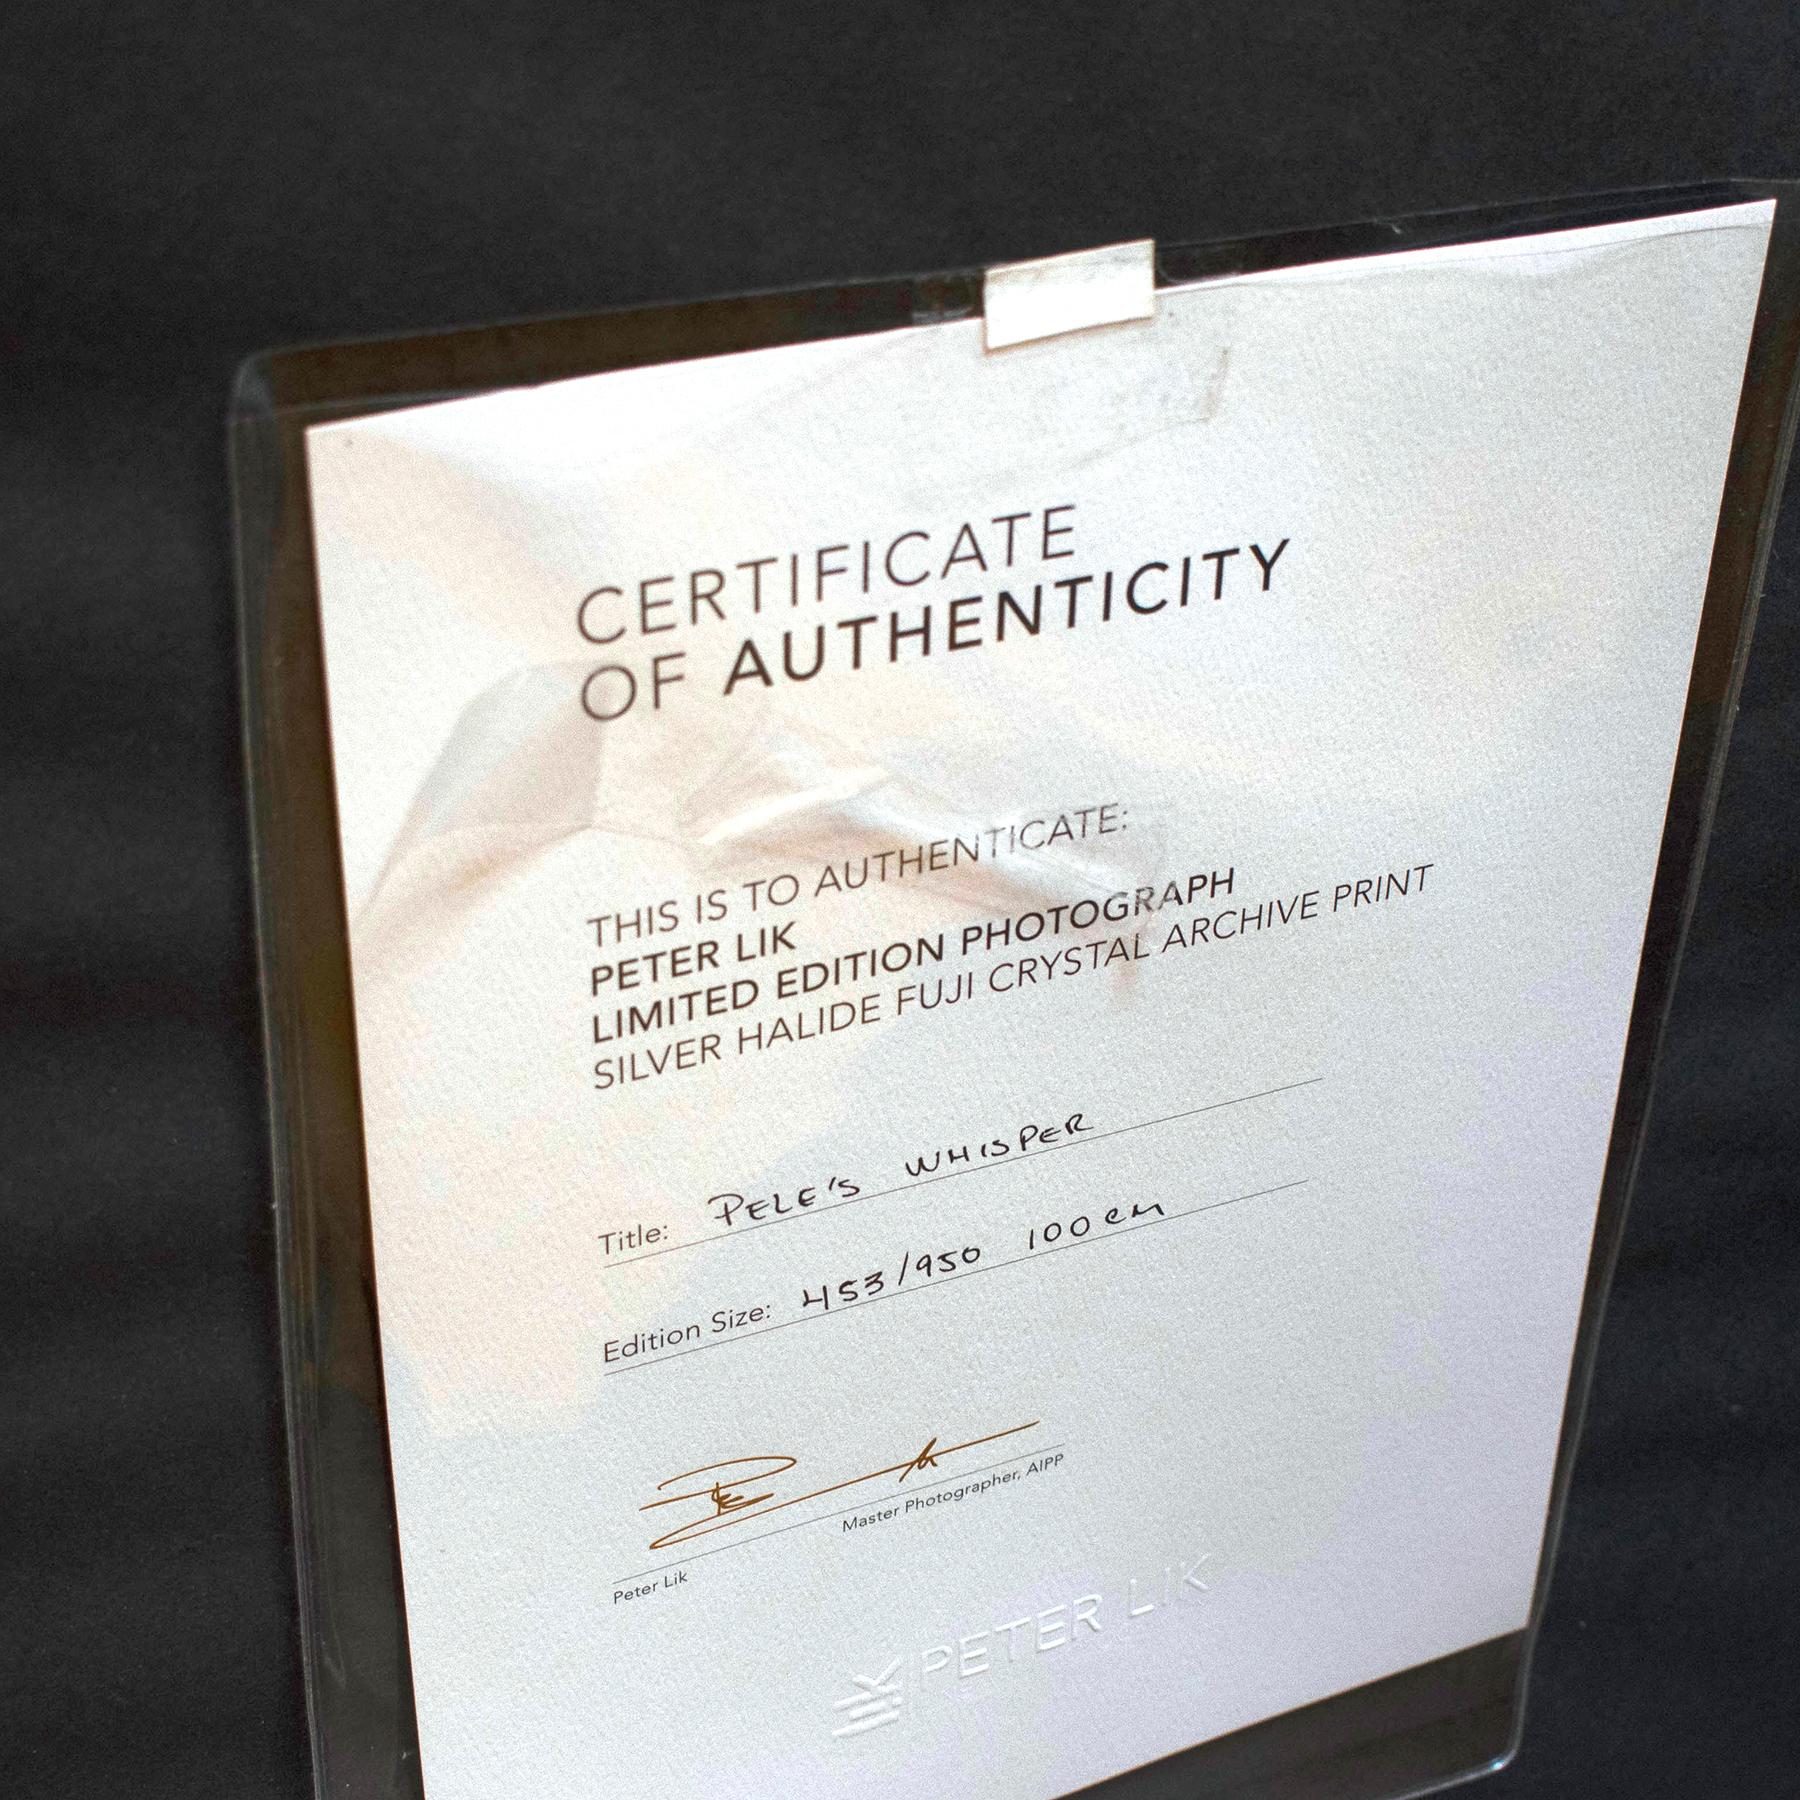 CERTIFICATE
OF AUTHENTICITY
THIS IS TO AUTHENTICATE:
PETER LIK
LIMITED EDITION PHOTOGRAPH
SILVER HALIDE FUJI CRYSTAL ARCHIVE PRINT
Title: PELE'S WHISPER
Edition Size: 453/950 100cm
Peter Lik Master Photographer, AIPP
PETER LIK